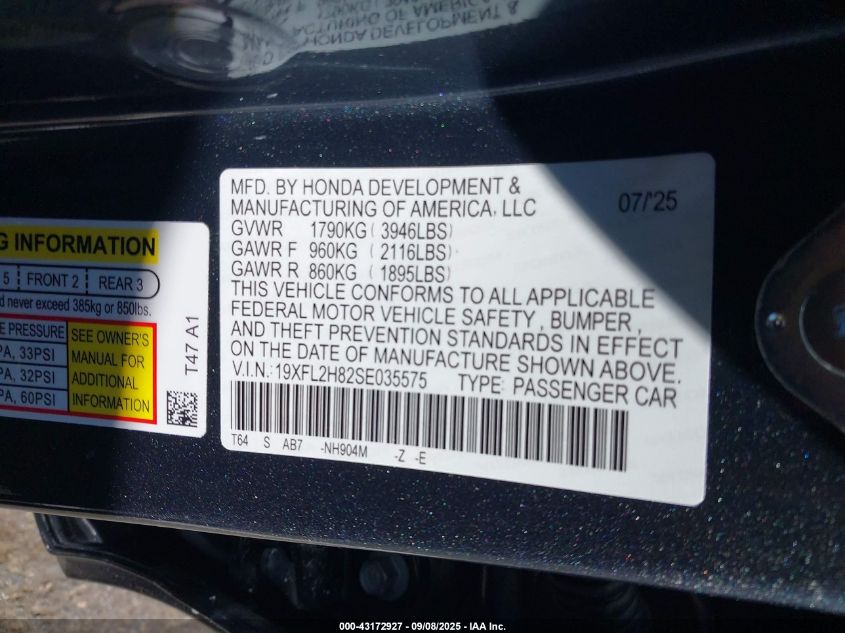 MFD. BY HONDA DEVELOPMENT &
MANUFACTURING OF AMERICA, LLC
07/'25
GVWR 1790KG ( 3946LBS )
GAWR F 960KG ( 2116LBS )
GAWR R 860KG ( 1895LBS )
THIS VEHICLE CONFORMS TO ALL APPLICABLE
FEDERAL MOTOR VEHICLE SAFETY, BUMPER,
AND THEFT PREVENTION STANDARDS IN EFFECT
ON THE DATE OF MANUFACTURE SHOWN ABOVE.
V.I.N.: 19XFL2H82SE035575 TYPE: PASSENGER CAR
T64 S AB7 -NH904M -Z -E
G INFORMATION
5 FRONT 2 REAR 3
d never exceed 385kg or 850lbs.
E PRESSURE
PA, 33PSI
PA, 32PSI
PA, 60PSI
SEE OWNER'S
MANUAL FOR
ADDITIONAL
INFORMATION
T47 A1
000-43172927 - 09/08/2025 - IAA Inc.